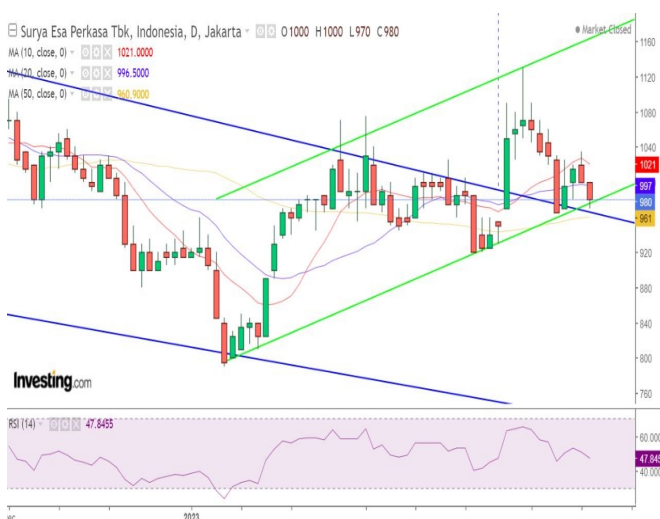 Surya Esa Perkasa Tbk, Indonesia, D, Jakarta O1000 H1000 L970 C980
Market Closed
MA (10, close, 0) 1021.0000
MA (20, close, 0) 996.5000
MA (50, close, 0) 960.9000
1160
1120
1080
1040
1021
997
980
961
920
880
840
800
760
Investing.com
RSI (14) 47.8455
60.000
47.845
40.000
2023